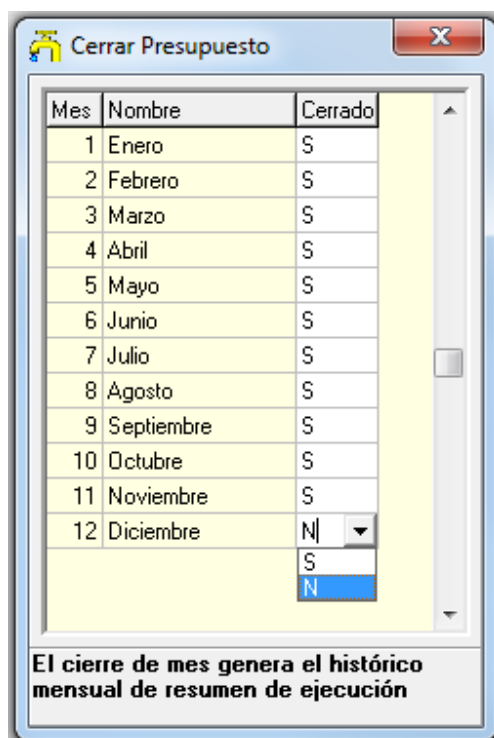 Cerrar Presupuesto
Mes Nombre Cerrado
1 Enero S
2 Febrero S
3 Marzo S
4 Abril S
5 Mayo S
6 Junio S
7 Julio S
8 Agosto S
9 Septiembre S
10 Octubre S
11 Noviembre S
12 Diciembre N
S
N
El cierre de mes genera el histórico
mensual de resumen de ejecución